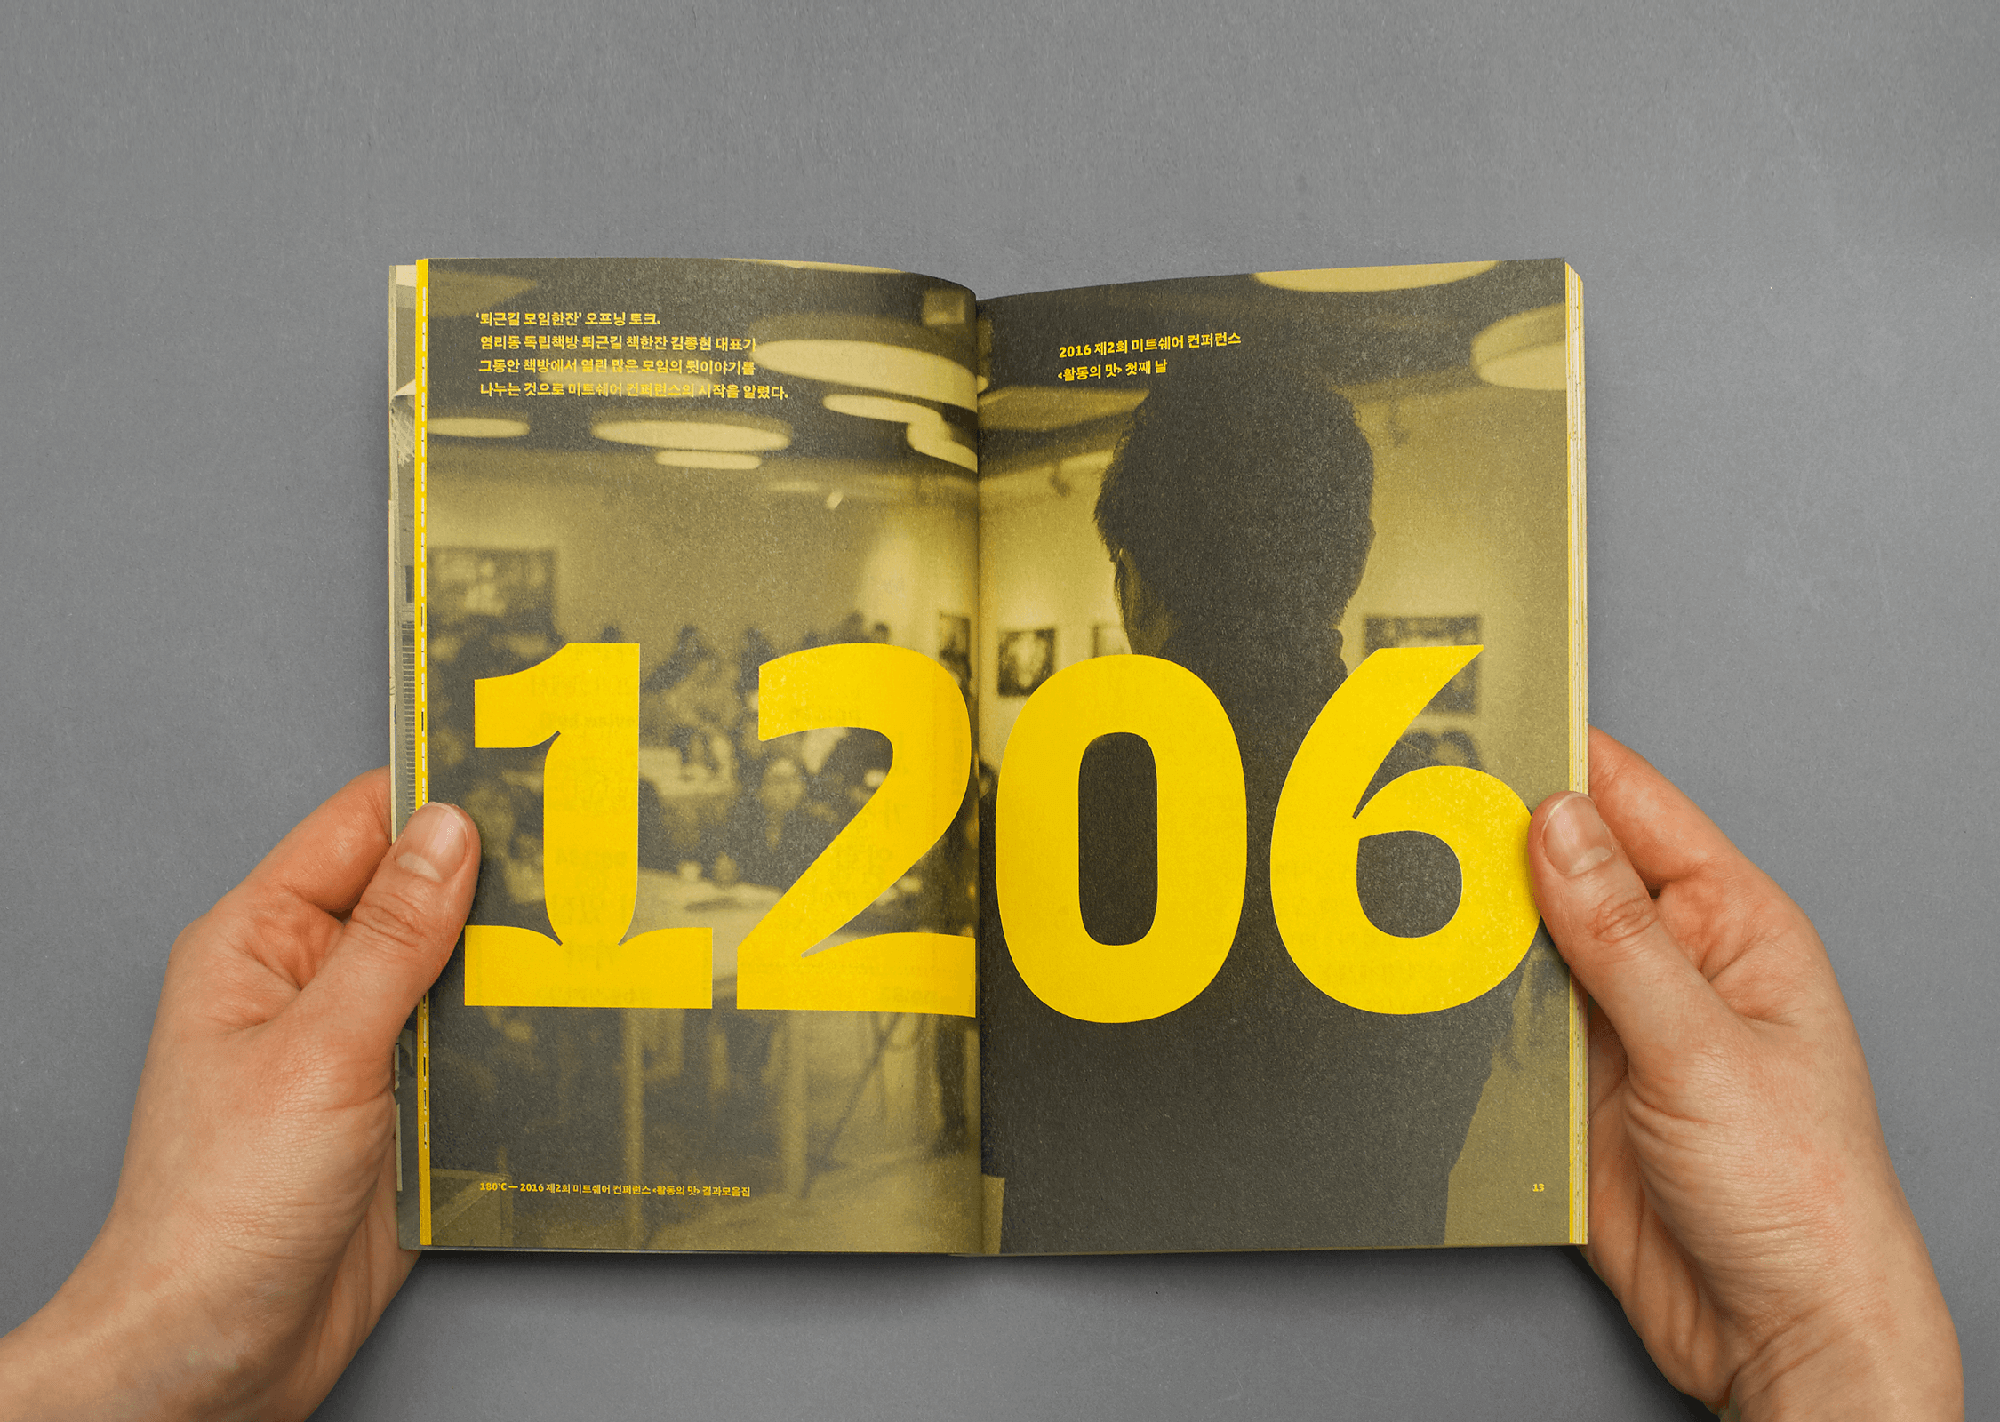 ‘퇴근길 모임한잔’ 오프닝 토크.
염리동 독립책방 퇴근길 책한잔 김종현 대표가
그동안 책방에서 열린 많은 모임의 뒷이야기를
나누는 것으로 미트쉐어 컨퍼런스의 시작을 알렸다.
2016 제2회 미트쉐어 컨퍼런스
<활동의 맛> 첫째 날
1206
180°C — 2016 제2회 미트쉐어 컨퍼런스 <활동의 맛> 결과모음집
13